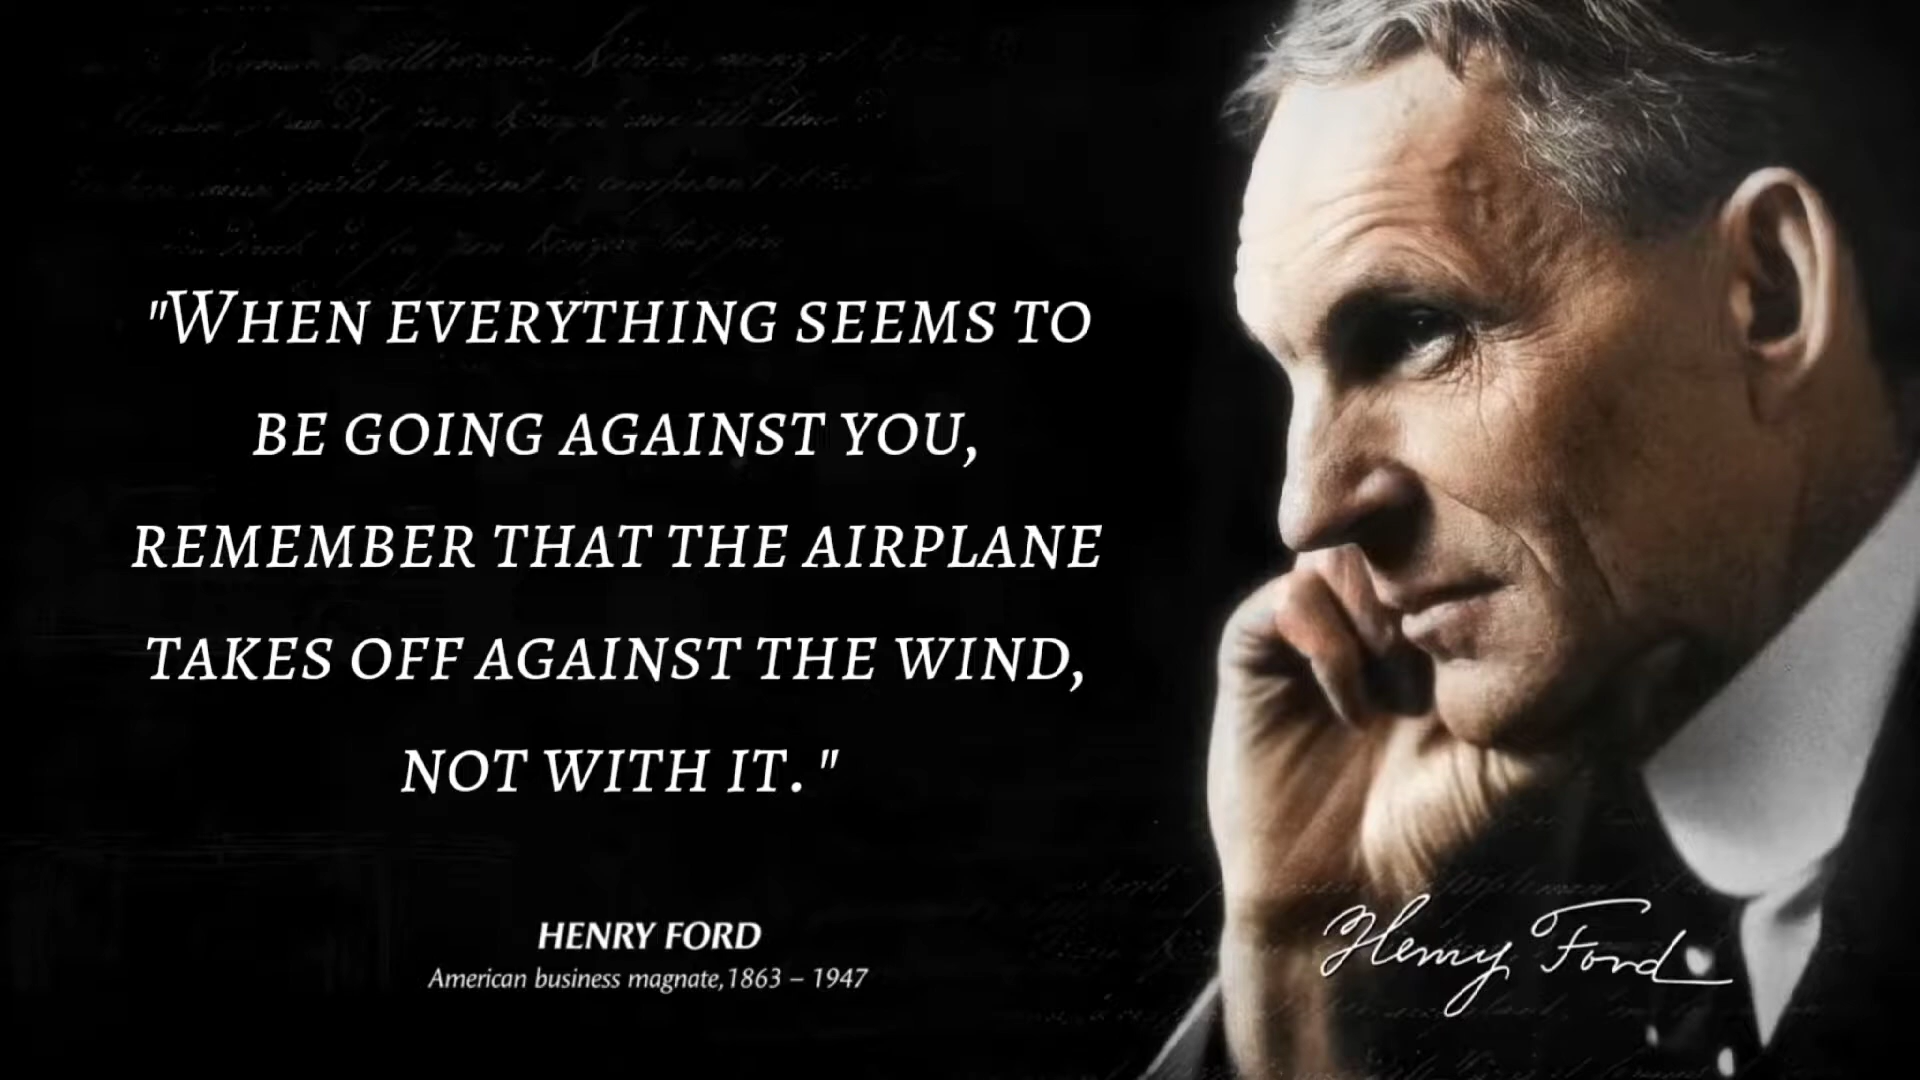 "WHEN EVERYTHING SEEMS TO
BE GOING AGAINST YOU,
REMEMBER THAT THE AIRPLANE
TAKES OFF AGAINST THE WIND,
NOT WITH IT. "
HENRY FORD
American business magnate, 1863 – 1947
Henry Ford